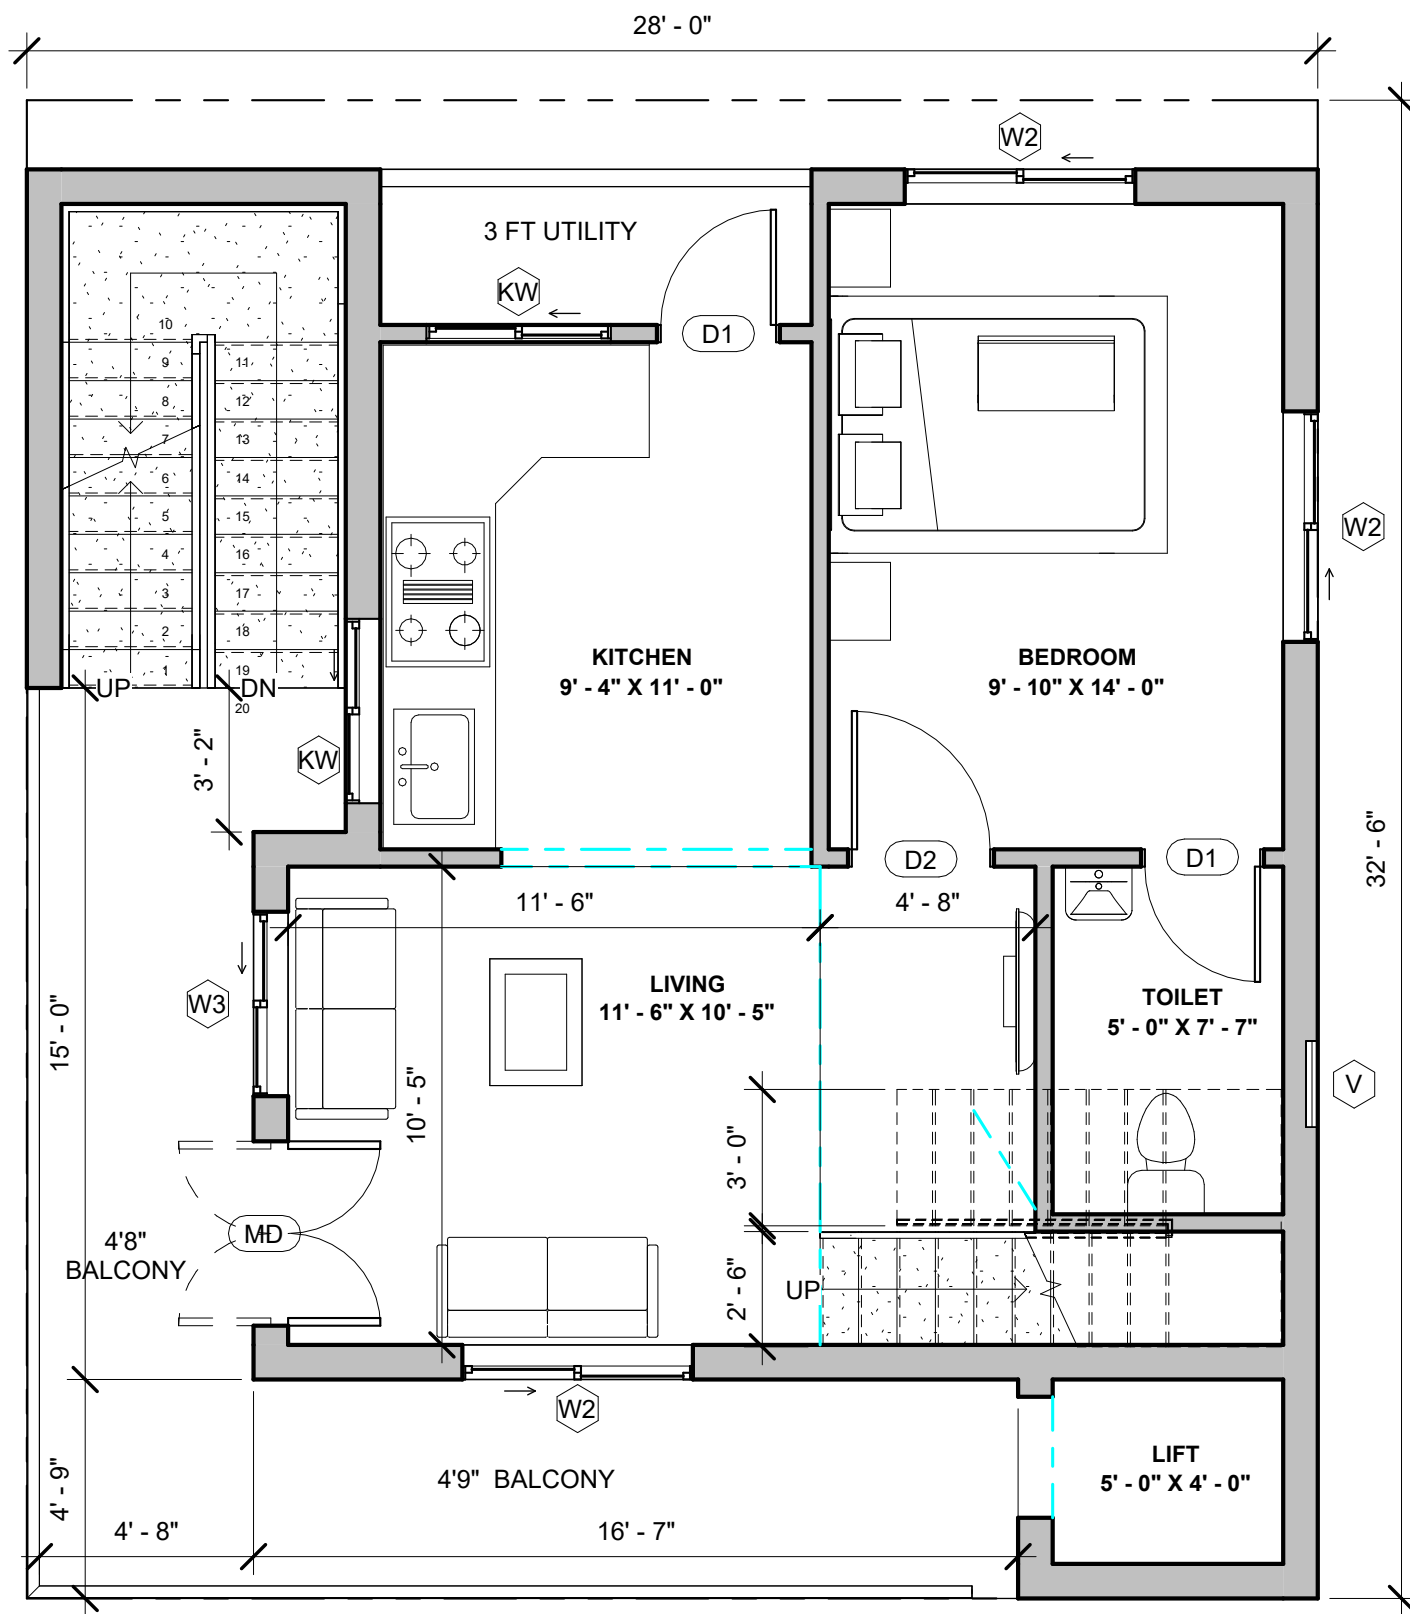 28' - 0"
W2
3 FT UTILITY
KW
D1
10
9
11
8
12
7
13
6
14
5
15
4
16
3
17
2
18
1
19
UP
DN
20
W2
KITCHEN
9' - 4" X 11' - 0"
BEDROOM
9' - 10" X 14' - 0"
3' - 2"
KW
D2
D1
32' - 6"
11' - 6"
4' - 8"
W3
LIVING
11' - 6" X 10' - 5"
TOILET
5' - 0" X 7' - 7"
15' - 0"
10' - 5"
V
3' - 0"
MD
4'8"
BALCONY
2' - 6"
UP
W2
4'9" BALCONY
LIFT
5' - 0" X 4' - 0"
4' - 9"
4' - 8"
16' - 7"